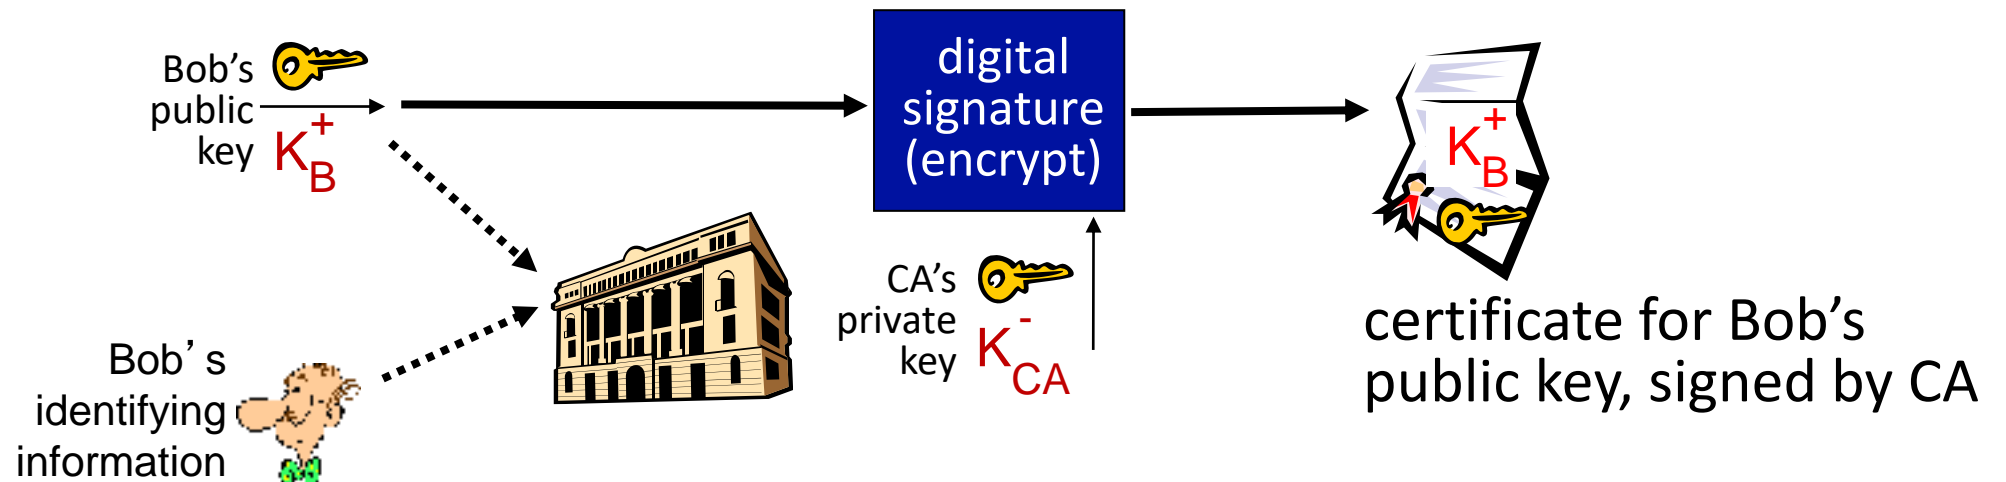 Bob's
public
key
K
+
B
digital
signature
(encrypt)
K
+
B
CA's
private
key
K
-
CA
certificate for Bob's
public key, signed by CA
Bob's
identifying
information